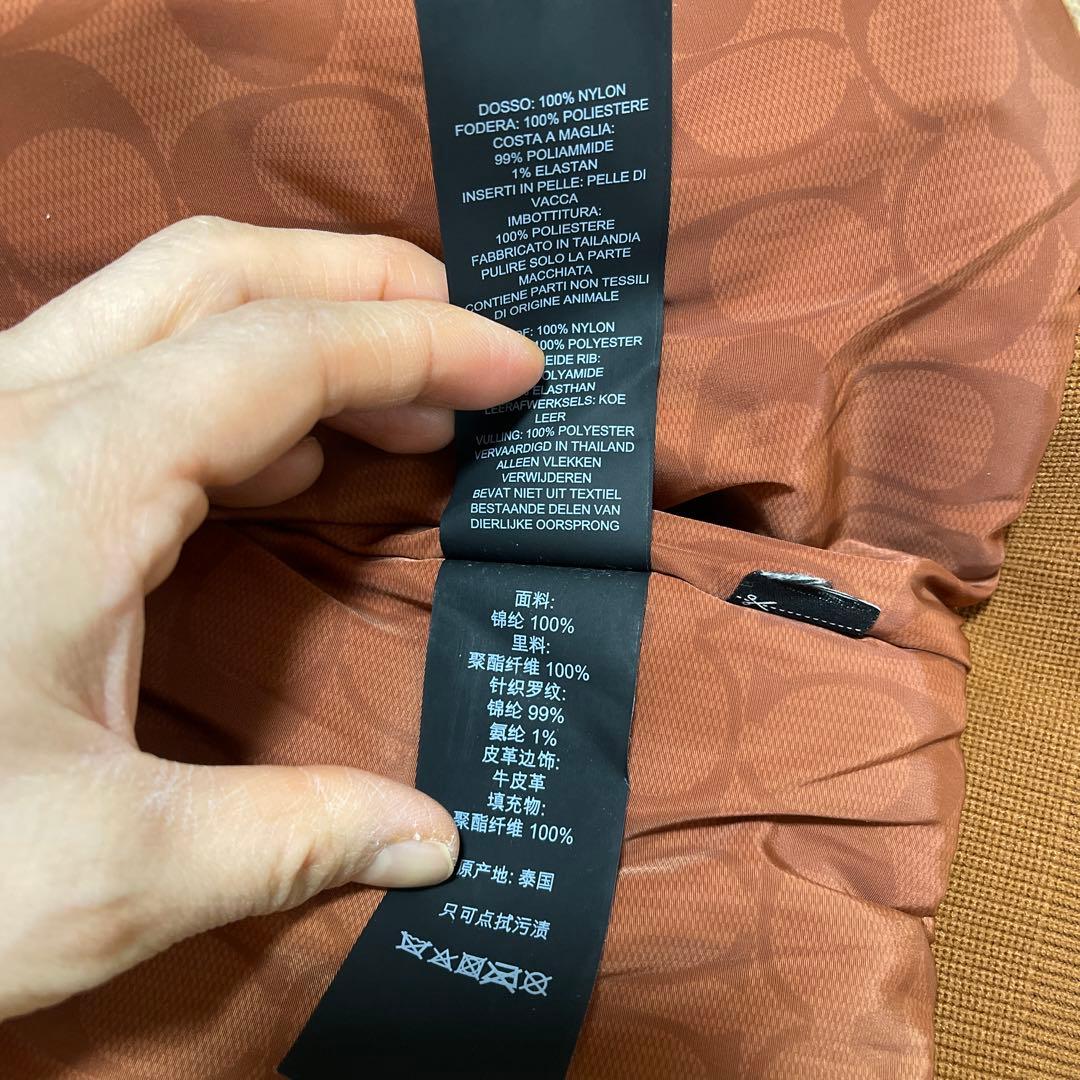 DOSSO: 100% NYLON
FODERA: 100% POLIESTERE
COSTA A MAGLIA:
99% POLIAMMIDE
1% ELASTAN
INSERTI IN PELLE: PELLE DI
VACCA
IMBOTTITURA:
100% POLIESTERE
FABBRICATO IN TAILANDIA
PULIRE SOLO LA PARTE
MACCHIATA
CONTIENE PARTI NON TESSILI
DI ORIGINE ANIMALE
100% NYLON
100% POLYESTER
RIB:
LEERAFWERKSELS: KOE
LEER
VULLING: 100% POLYESTER
VERVAARDIGD IN THAILAND
ALLEEN VLEKKEN
VERWIJDEREN
BEVAT NIET UIT TEXTIEL
BESTAANDE DELEN VAN
DIERLIJKE OORSPRONG
面料:
锦纶 100%
里料:
聚酯纤维 100%
针织罗纹:
锦纶 99%
氨纶 1%
皮革边饰:
牛皮革
填充物:
聚酯纤维 100%
原产地: 泰国
只可点拭污渍